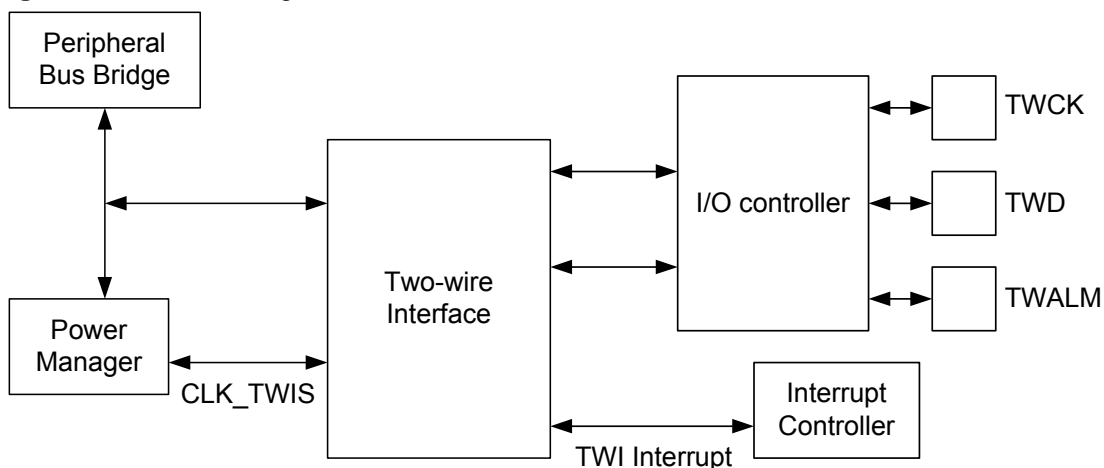 Peripheral
Bus Bridge
TWCK
I/O controller
TWD
Two-wire
Interface
TWALM
Power
Manager
CLK_TWIS
Interrupt
Controller
TWI Interrupt